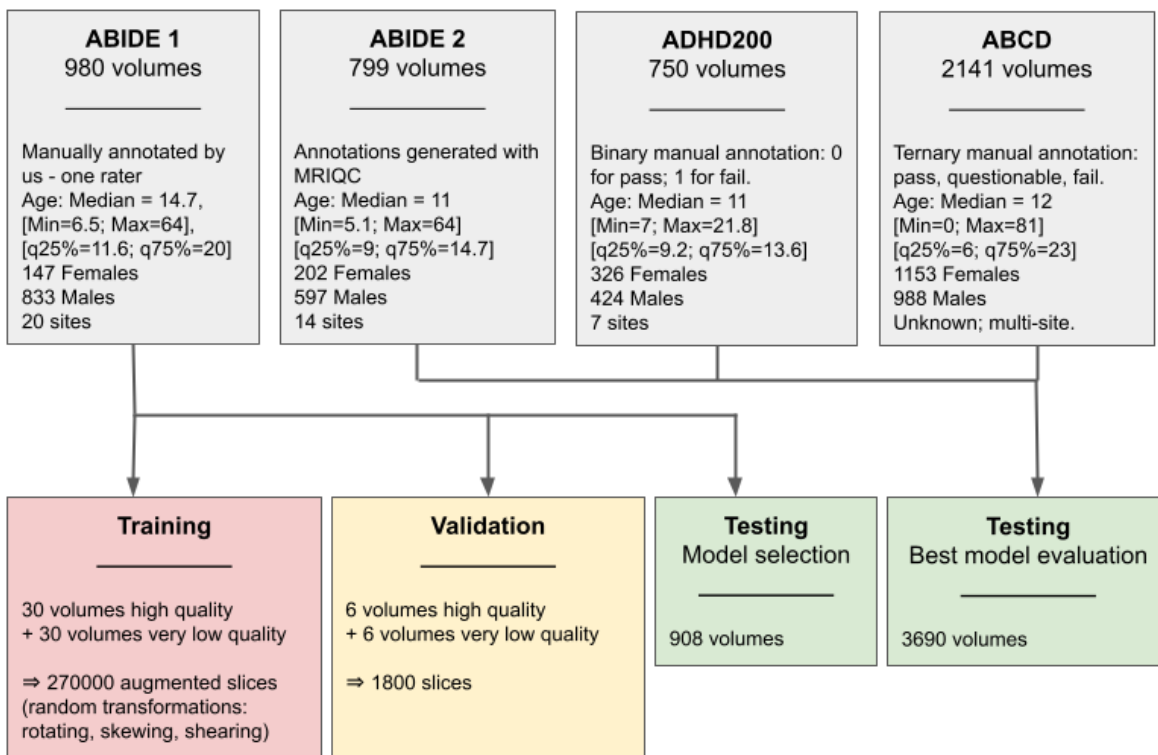 ABIDE 1
980 volumes
Manually annotated by
us - one rater
Age: Median = 14.7,
[Min=6.5; Max=64],
[q25%=11.6; q75%=20]
147 Females
833 Males
20 sites
ABIDE 2
799 volumes
Annotations generated with
MRIQC
Age: Median = 11
[Min=5.1; Max=64]
[q25%=9; q75%=14.7]
202 Females
597 Males
14 sites
ADHD200
750 volumes
Binary manual annotation: 0
for pass; 1 for fail.
Age: Median = 11
[Min=7; Max=21.8]
[q25%=9.2; q75%=13.6]
326 Females
424 Males
7 sites
ABCD
2141 volumes
Ternary manual annotation:
pass, questionable, fail.
Age: Median = 12
[Min=0; Max=81]
[q25%=6; q75%=23]
1153 Females
988 Males
Unknown; multi-site.
Training
30 volumes high quality
+ 30 volumes very low quality
⇒ 270000 augmented slices
(random transformations:
rotating, skewing, shearing)
Validation
6 volumes high quality
+ 6 volumes very low quality
⇒ 1800 slices
Testing
Model selection
908 volumes
Testing
Best model evaluation
3690 volumes